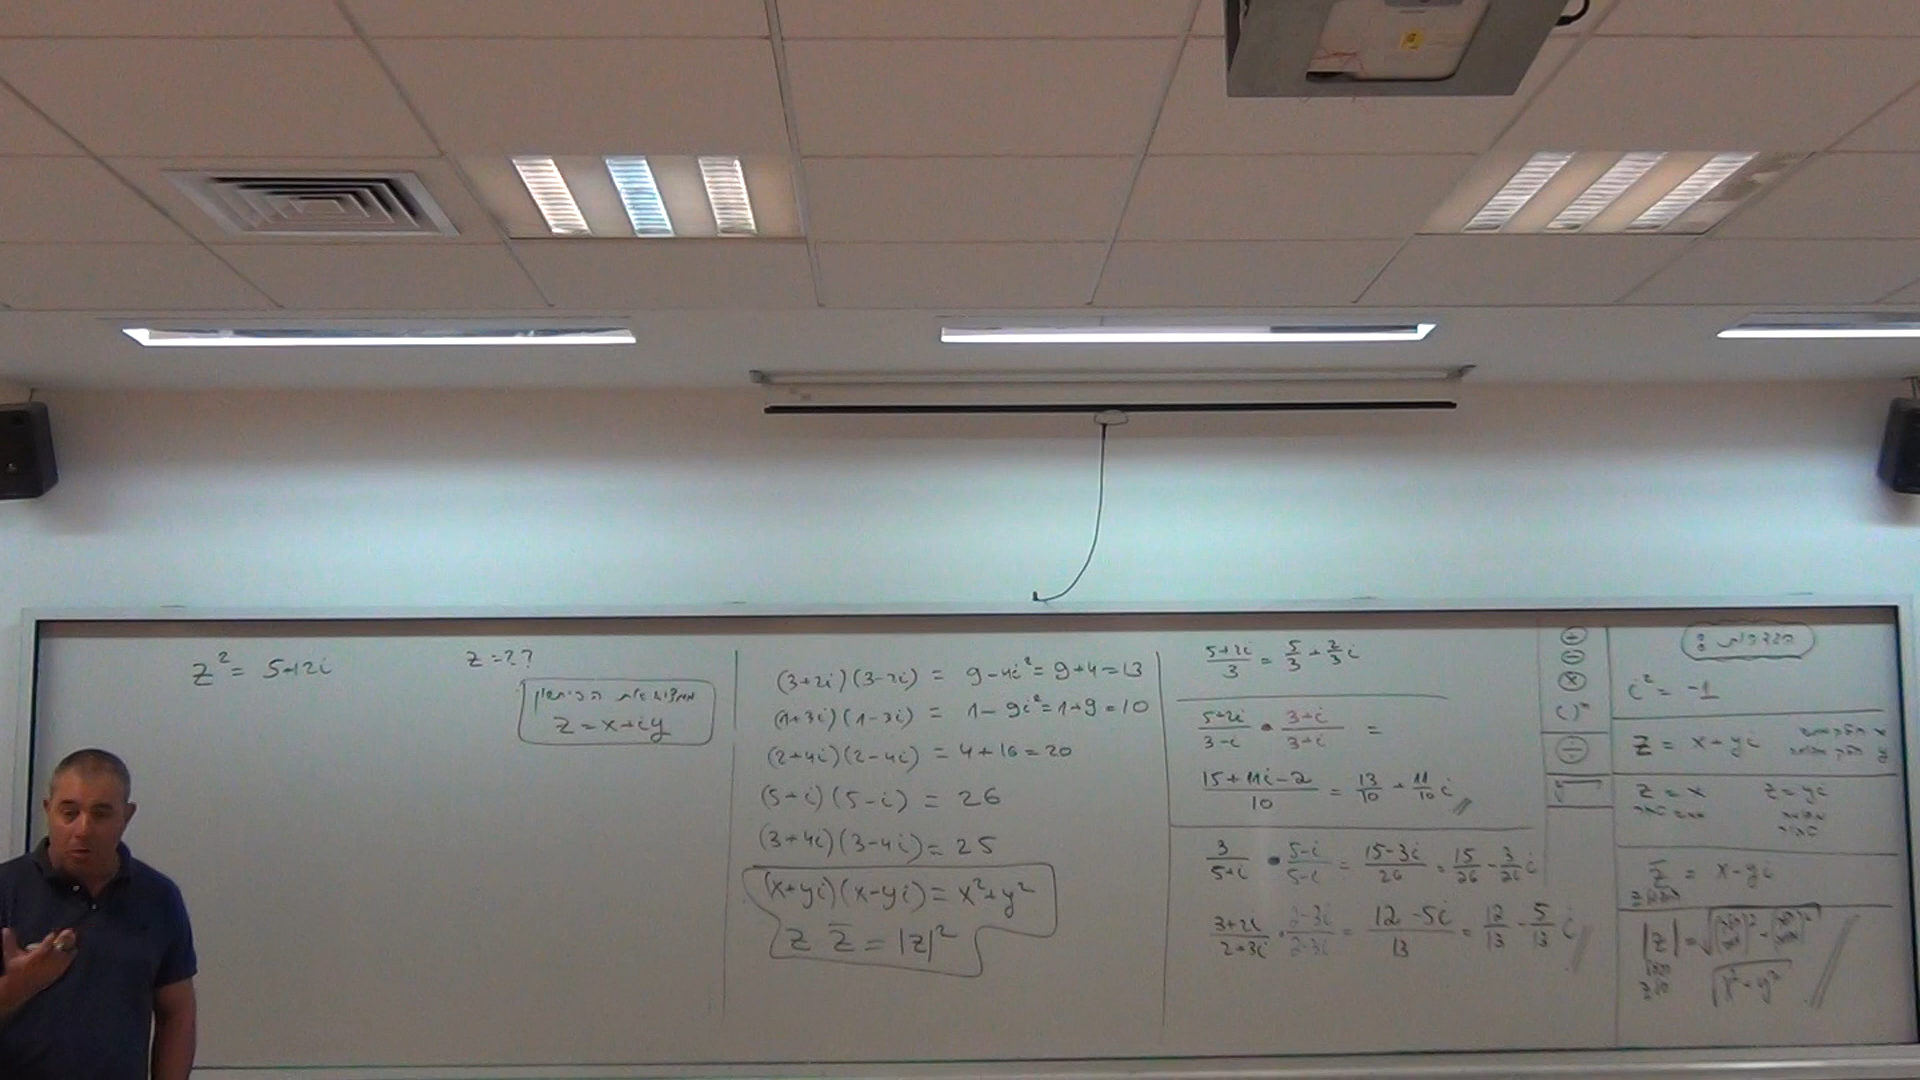 z² = 5+2i
z=??
z = x+iy
(3+2i)(3-2i) = 9-4i² = 9+4=13
(1+3i)(1-3i) = 1-9i²=1+9=10
(2+4i)(2-4i) = 4+16=20
(5+i)(5-i) = 26
(3+4i)(3-4i) = 25
(x+yi)(x-yi) = x²+y²
z z̄ = |z|²
(5+2i)/3 = 5/3 + 2/3 i
(5+2i)/(3-i) • (3+i)/(3+i) =
(15+11i-2)/10 = 13/10 + 11/10 i
3/(5+i) • (5-i)/(5-i) = (15-3i)/26 = 15/26 - 3/26 i
(3+2i)/(2+3i) • (2-3i)/(2-3i) = (12-5i)/13 = 12/13 - 5/13 i
⊕
⊖
⊗
( )ⁿ
⊘
הגדרות :
i² = -1
z = x+yi
z = x
z = yi
z̄ = x-yi
|z| =